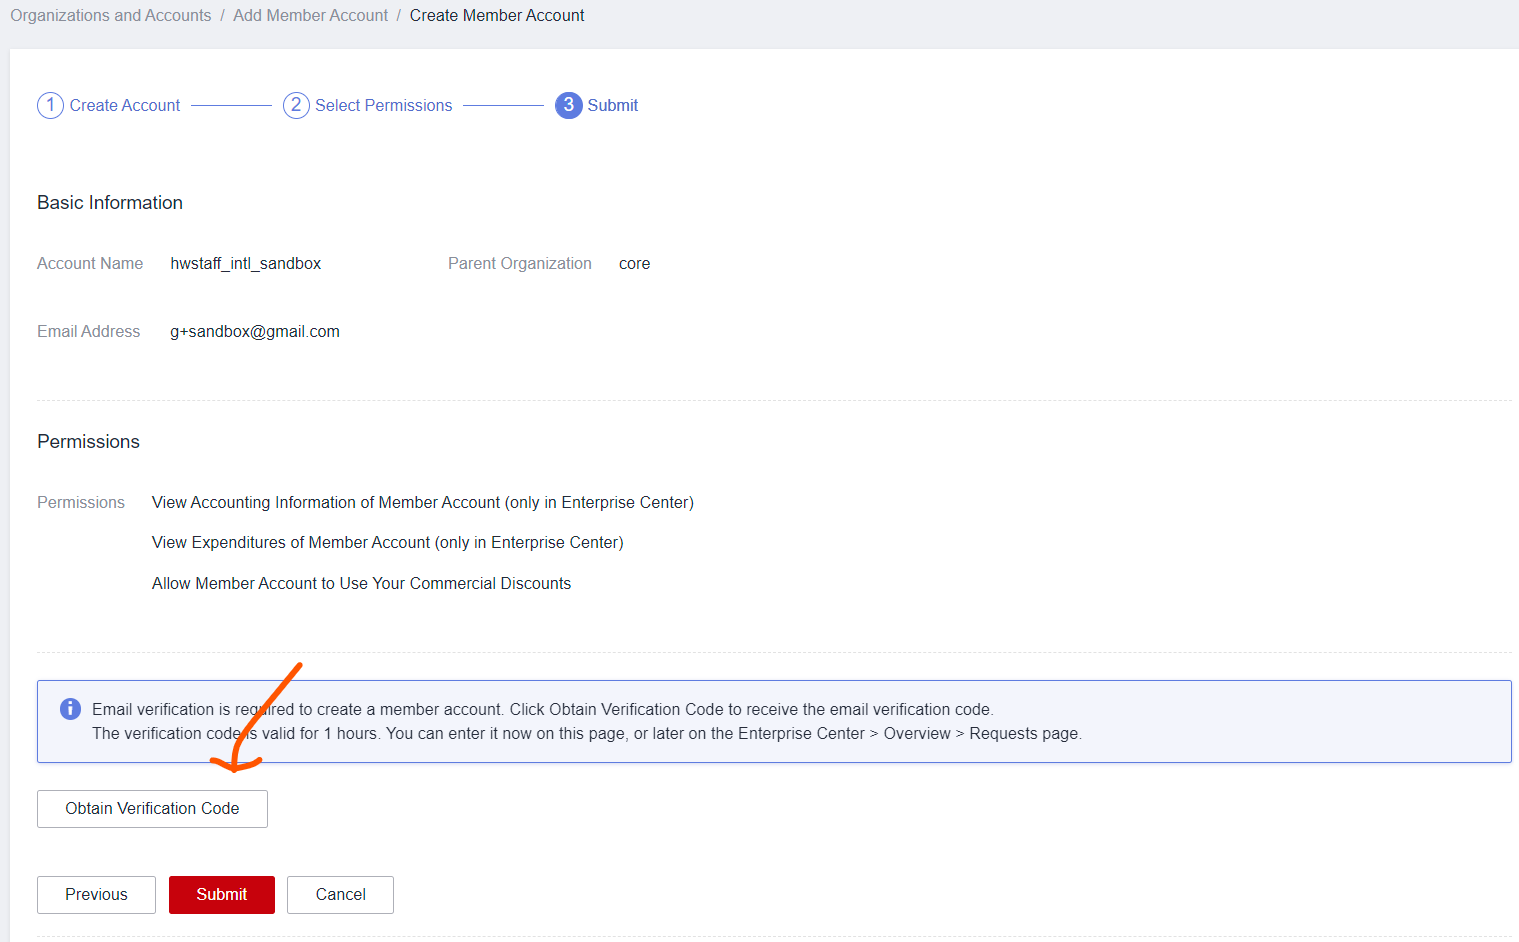 Organizations and Accounts / Add Member Account / Create Member Account
1 Create Account 2 Select Permissions 3 Submit
Basic Information
Account Name hwstaff_intl_sandbox Parent Organization core
Email Address g+sandbox@gmail.com
Permissions
Permissions View Accounting Information of Member Account (only in Enterprise Center)
View Expenditures of Member Account (only in Enterprise Center)
Allow Member Account to Use Your Commercial Discounts
Email verification is required to create a member account. Click Obtain Verification Code to receive the email verification code.
The verification code is valid for 1 hours. You can enter it now on this page, or later on the Enterprise Center > Overview > Requests page.
Obtain Verification Code
Previous Submit Cancel